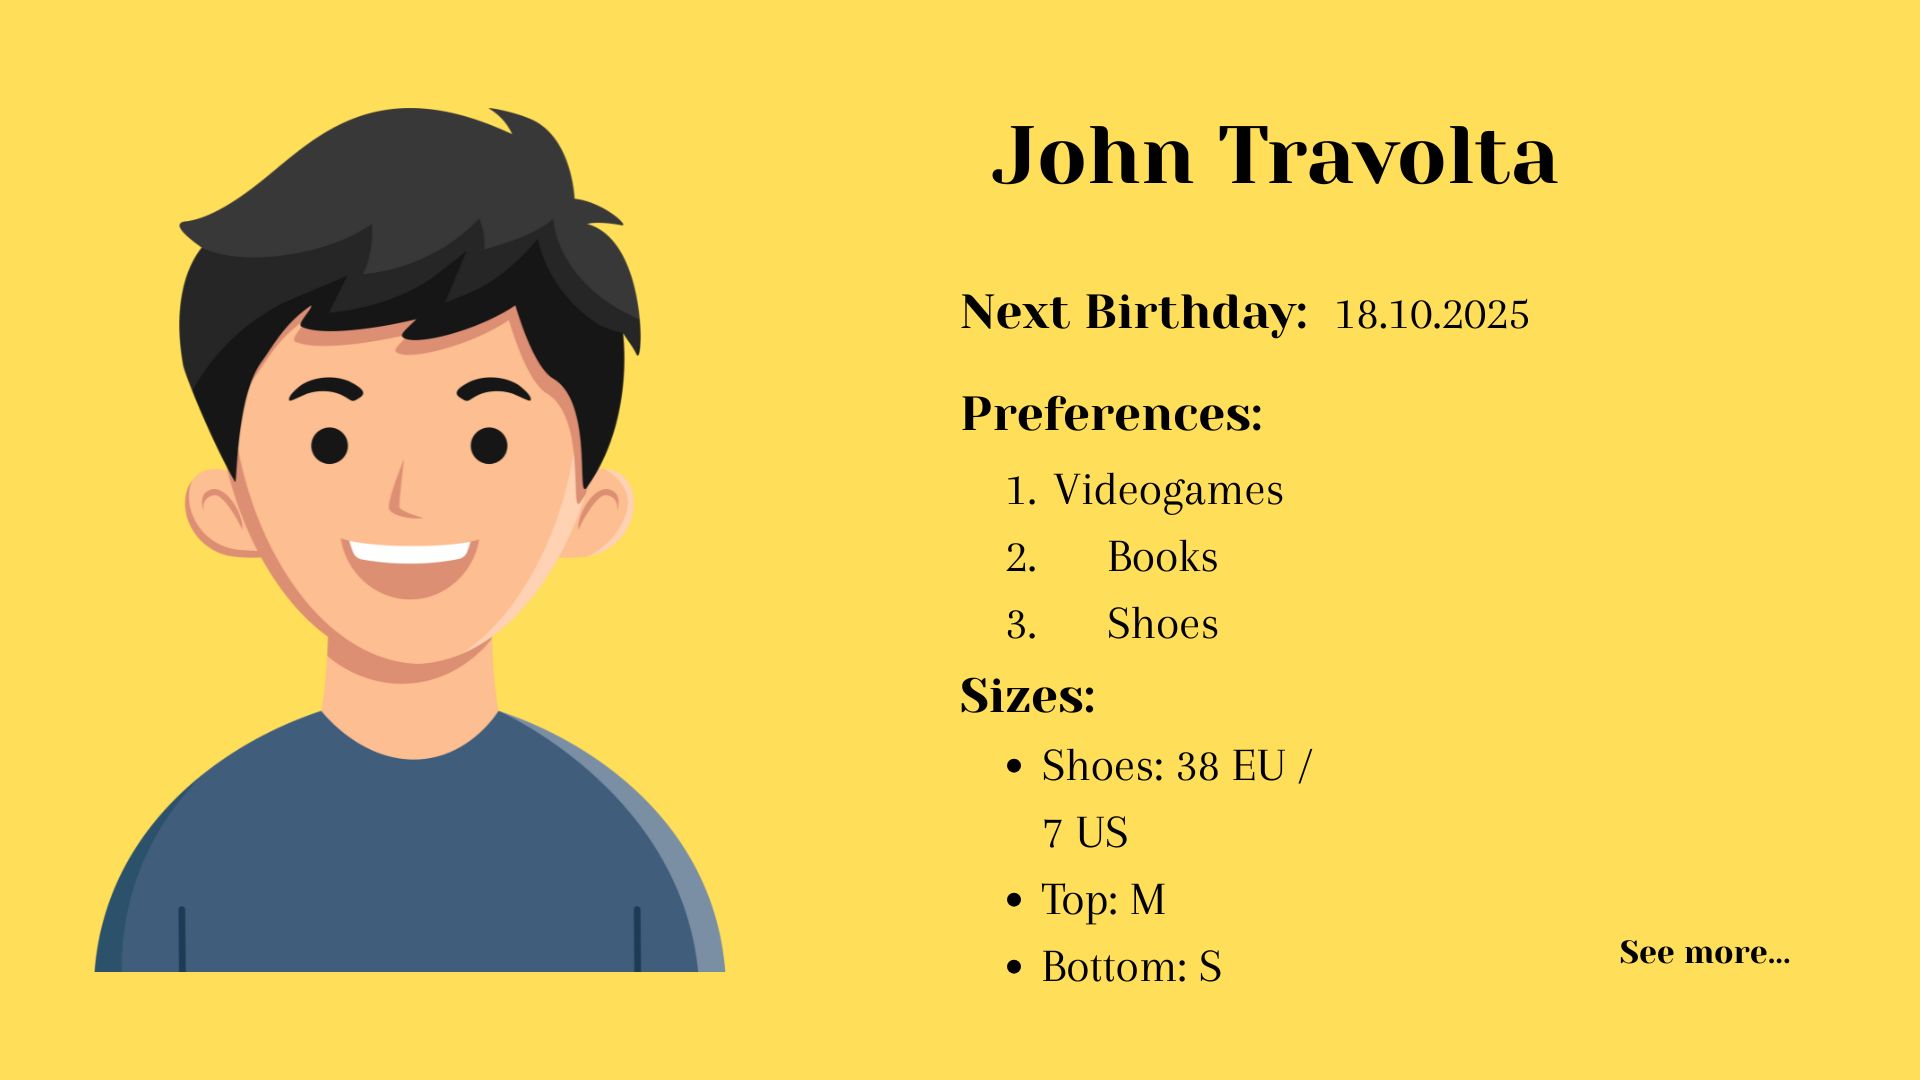 John Travolta
Next Birthday: 18.10.2025
Preferences:
1. Videogames
2. Books
3. Shoes
Sizes:
• Shoes: 38 EU /
7 US
• Top: M
• Bottom: S
See more...